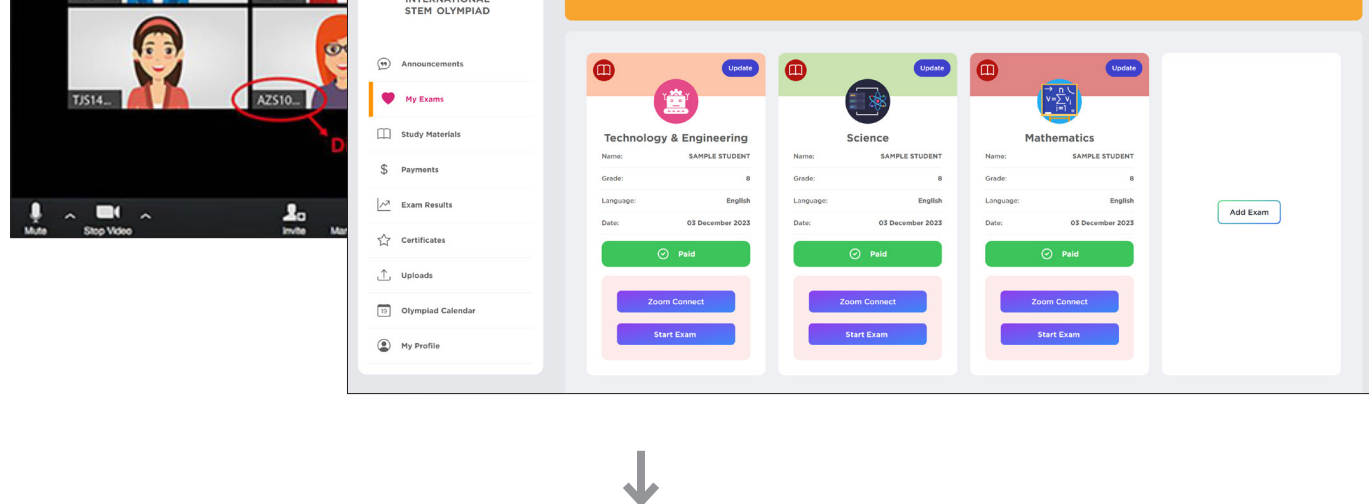 TJS14...
AZS10...
Mute
Stop Video
Invite
INTERNATIONAL
STEM OLYMPIAD
Announcements
My Exams
Study Materials
Payments
Exam Results
Certificates
Uploads
19
Olympiad Calendar
My Profile
Update
Technology & Engineering
Name: SAMPLE STUDENT
Grade: 8
Language: English
Date: 03 December 2023
Paid
Zoom Connect
Start Exam
Update
Science
Name: SAMPLE STUDENT
Grade: 8
Language: English
Date: 03 December 2023
Paid
Zoom Connect
Start Exam
Update
Mathematics
Name: SAMPLE STUDENT
Grade: 8
Language: English
Date: 03 December 2023
Paid
Zoom Connect
Start Exam
Add Exam